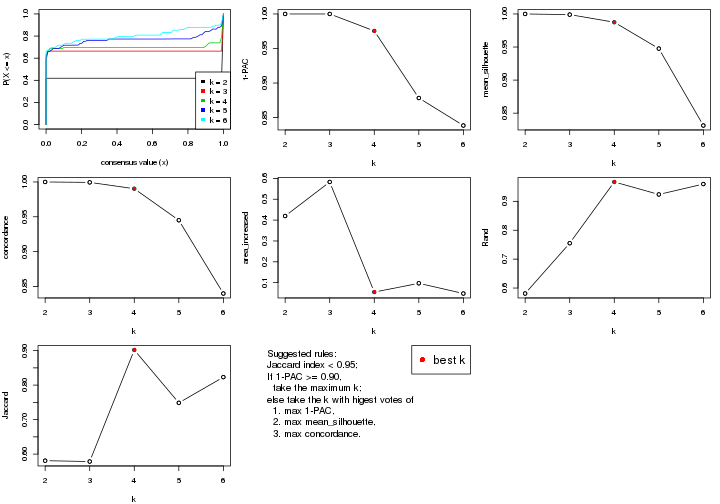 P(X <= x)
0.0 0.2 0.4 0.6 0.8 1.0
0.0 0.2 0.4 0.6 0.8 1.0
consensus value (x)
k = 2
k = 3
k = 4
k = 5
k = 6
1-PAC
0.85 0.90 0.95 1.00
2 3 4 5 6
k
mean_silhouette
0.85 0.90 0.95 1.00
2 3 4 5 6
k
concordance
0.85 0.90 0.95 1.00
2 3 4 5 6
k
area_increased
0.1 0.2 0.3 0.4 0.5 0.6
2 3 4 5 6
k
Rand
0.6 0.7 0.8 0.9
2 3 4 5 6
k
Jaccard
0.60 0.70 0.80 0.90
2 3 4 5 6
k
Suggested rules:
Jaccard index < 0.95;
If 1-PAC >= 0.90,
take the maximum k;
else take the k with higest votes of
1. max 1-PAC,
2. max mean_silhouette,
3. max concordance.
best k